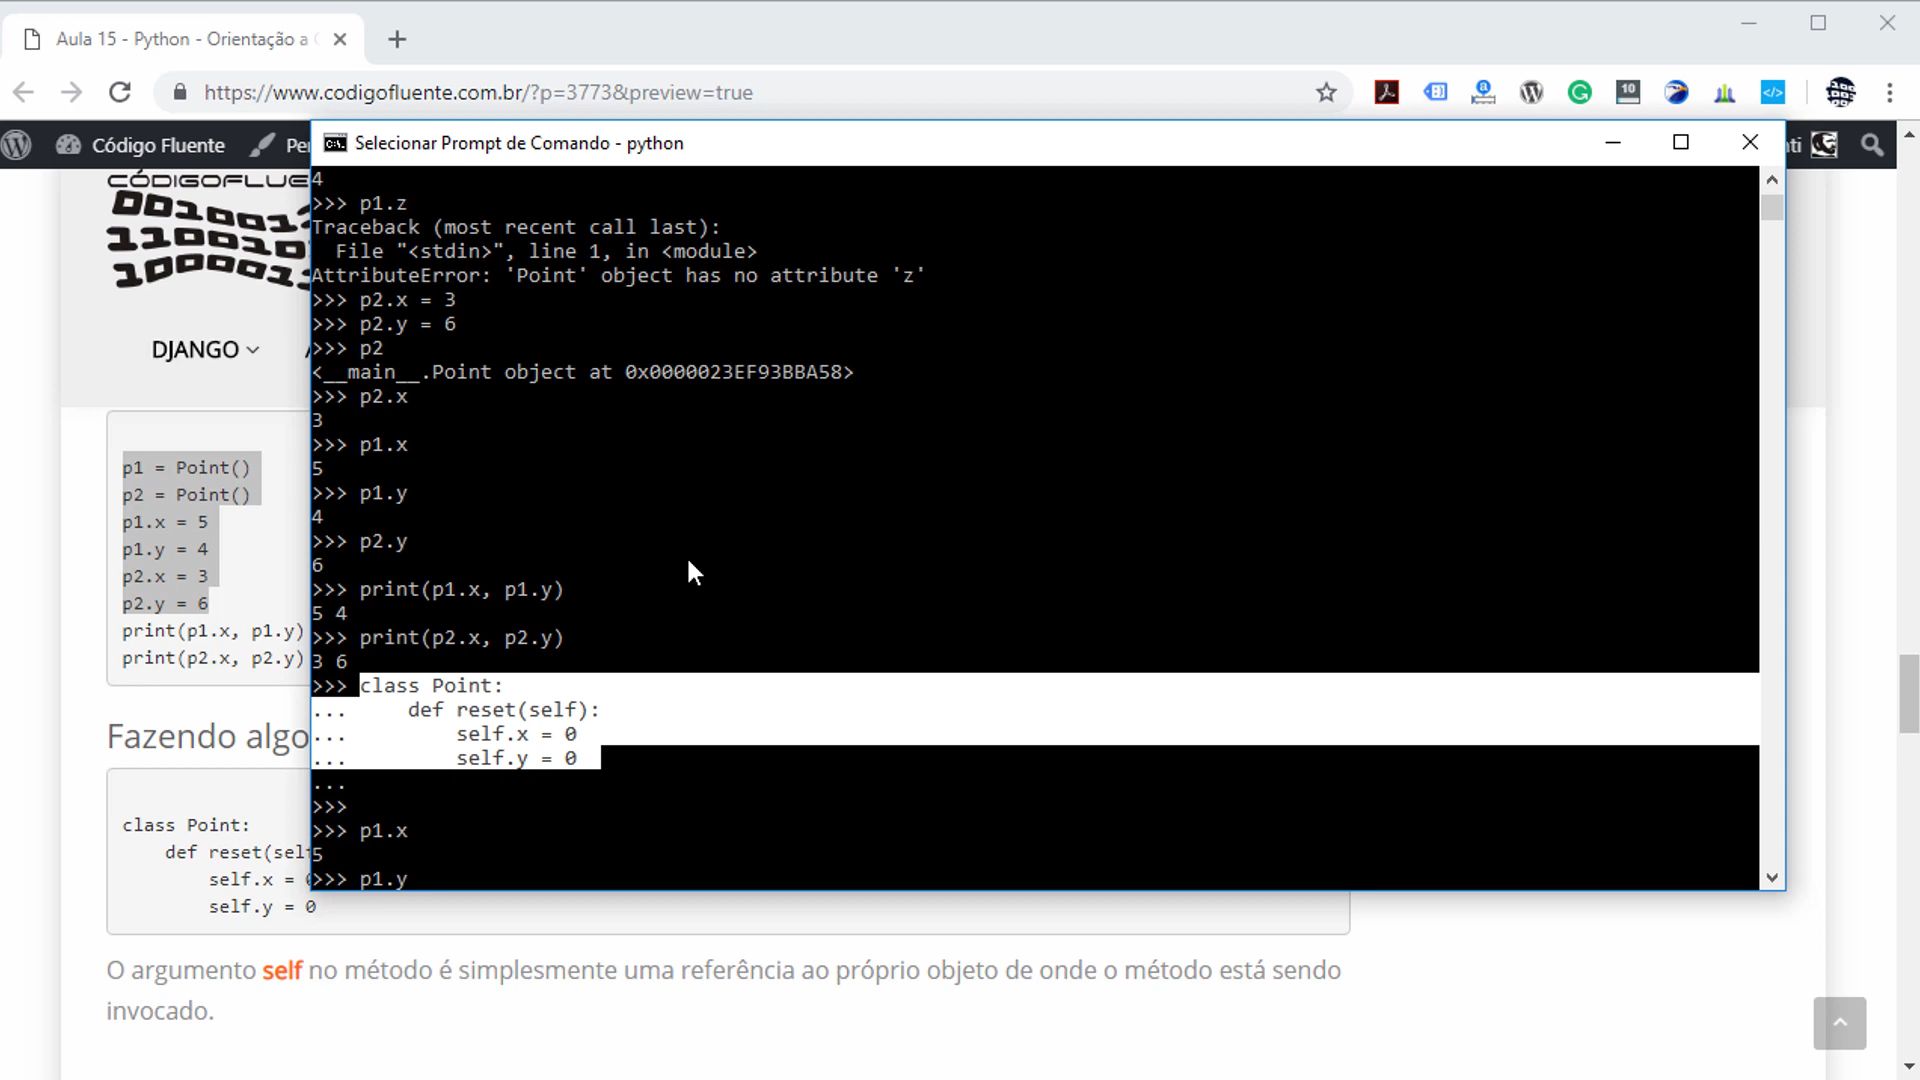 Aula 15 - Python - Orientação a
https://www.codigofluente.com.br/?p=3773&preview=true
10
Código Fluente
Pe
ti
Selecionar Prompt de Comando - python
CÓDIGOFLUE
DJANGO
4
>>> p1.z
Traceback (most recent call last):
  File "<stdin>", line 1, in <module>
AttributeError: 'Point' object has no attribute 'z'
>>> p2.x = 3
>>> p2.y = 6
>>> p2
<__main__.Point object at 0x0000023EF93BBA58>
>>> p2.x
3
>>> p1.x
5
>>> p1.y
4
>>> p2.y
6
>>> print(p1.x, p1.y)
5 4
>>> print(p2.x, p2.y)
3 6
>>> class Point:
...     def reset(self):
...         self.x = 0
...         self.y = 0
...
>>>
>>> p1.x
5
>>> p1.y
p1 = Point()
p2 = Point()
p1.x = 5
p1.y = 4
p2.x = 3
p2.y = 6
print(p1.x, p1.y)
print(p2.x, p2.y)
Fazendo algo
class Point:
    def reset(sel
        self.x =
        self.y = 0
O argumento self no método é simplesmente uma referência ao próprio objeto de onde o método está sendo
invocado.